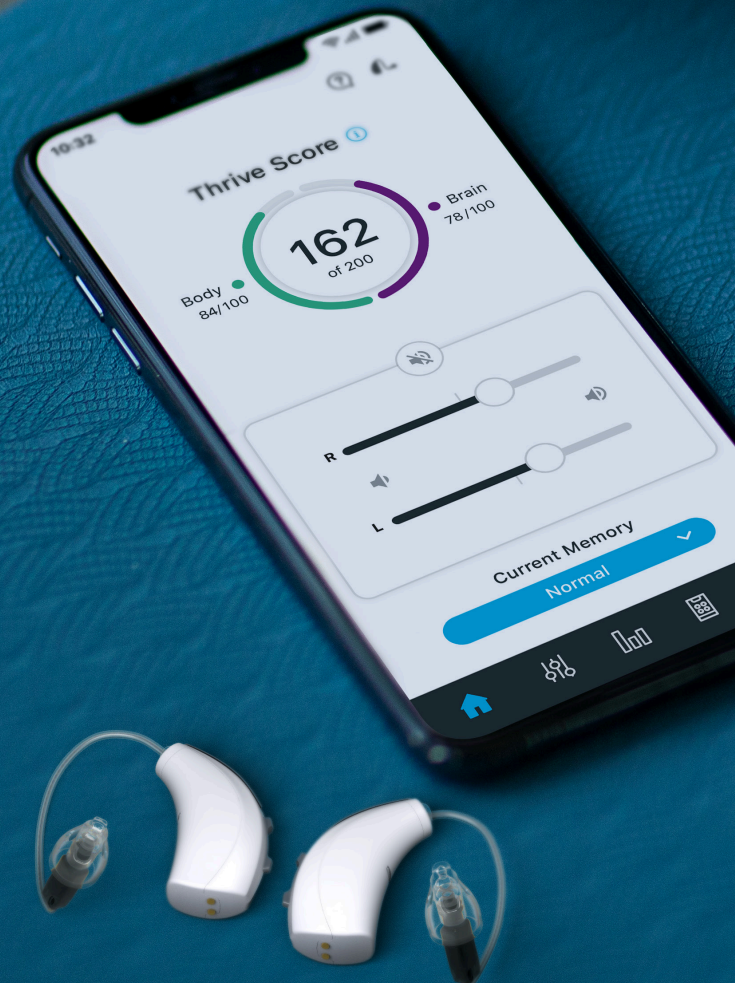 10:32
Thrive Score
162
of 200
Brain
78/100
Body
84/100
R
L
Current Memory
Normal